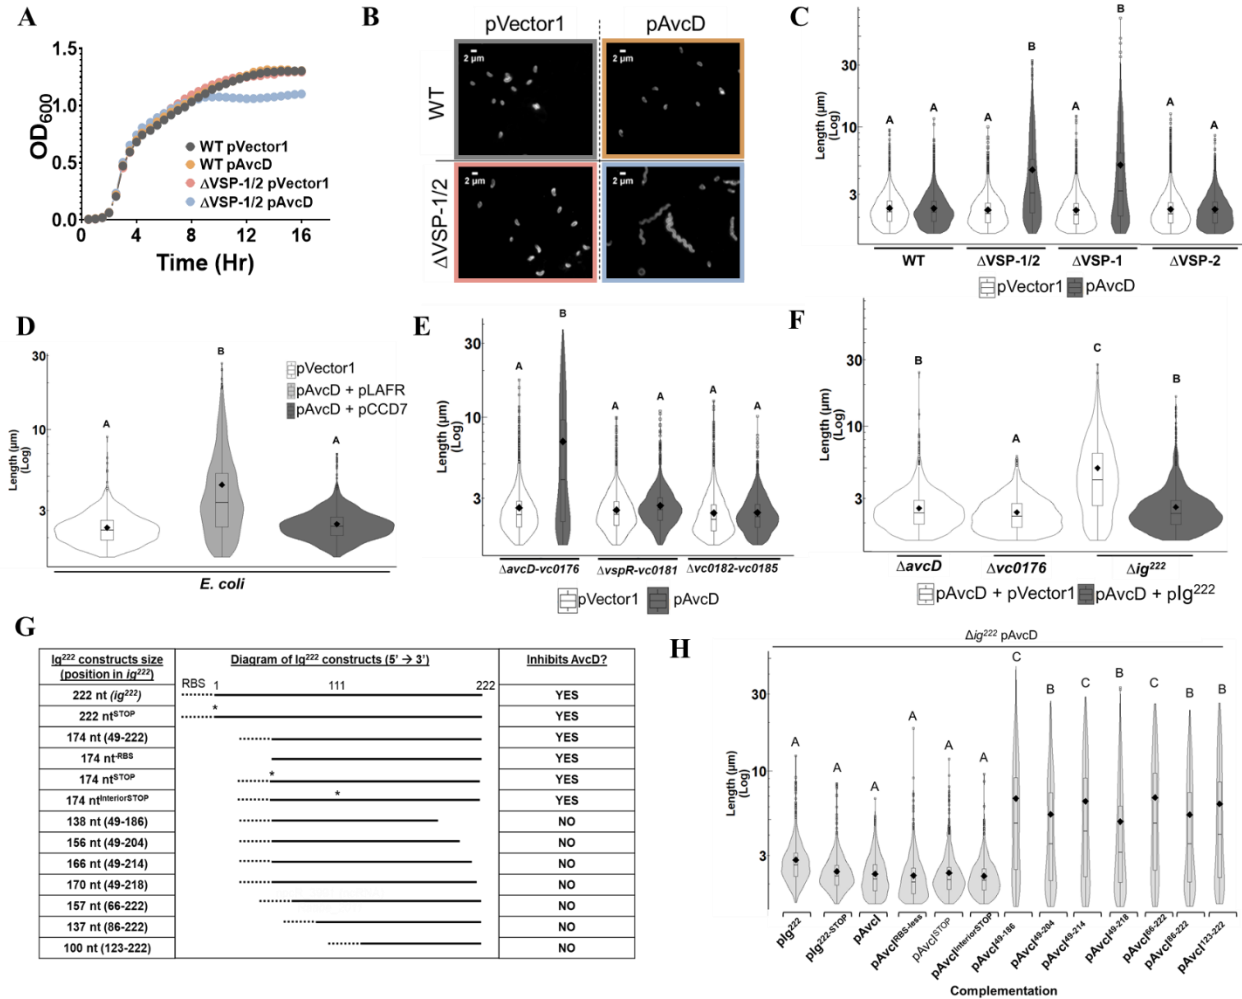 A
OD600
1.5
1.0
0.5
0.0
0
4
8
12
16
Time (Hr)
WT pVector1
WT pAvcD
ΔVSP-1/2 pVector1
ΔVSP-1/2 pAvcD
B
pVector1
pAvcD
WT
ΔVSP-1/2
2 µm
2 µm
2 µm
2 µm
C
Length (µm)
(Log)
30
10
3
A
A
A
B
A
B
A
A
WT
ΔVSP-1/2
ΔVSP-1
ΔVSP-2
pVector1
pAvcD
D
Length (µm)
(Log)
30
10
3
A
B
A
pVector1
pAvcD + pLAFR
pAvcD + pCCD7
E. coli
E
Length (µm)
(Log)
30
10
3
A
B
A
A
A
A
ΔavcD-vc0176
ΔvspR-vc0181
Δvc0182-vc0185
pVector1
pAvcD
F
Length (µm)
(Log)
30
10
3
B
A
C
B
ΔavcD
Δvc0176
Δig222
pAvcD + pVector1
pAvcD + pIg222
G
Ig222 constructs size
(position in ig222)
Diagram of Ig222 constructs (5' → 3')
Inhibits AvcD?
RBS 1 111 222
222 nt (ig222) YES
*
222 ntSTOP YES
174 nt (49-222) YES
174 nt-RBS YES
*
174 ntSTOP YES
*
174 ntInteriorSTOP YES
138 nt (49-186) NO
156 nt (49-204) NO
166 nt (49-214) NO
170 nt (49-218) NO
157 nt (66-222) NO
137 nt (86-222) NO
100 nt (123-222) NO
H
Δig222 pAvcD
Length (µm)
(Log)
30
10
3
A
A
A
A
A
A
C
B
C
B
C
B
B
pIg222
pIg222-STOP
pAvcI
pAvcIRBS-less
pAvcISTOP
pAvcIInteriorSTOP
pAvcI49-186
pAvcI49-204
pAvcI49-214
pAvcI49-218
pAvcI66-222
pAvcI86-222
pAvcI123-222
Complementation